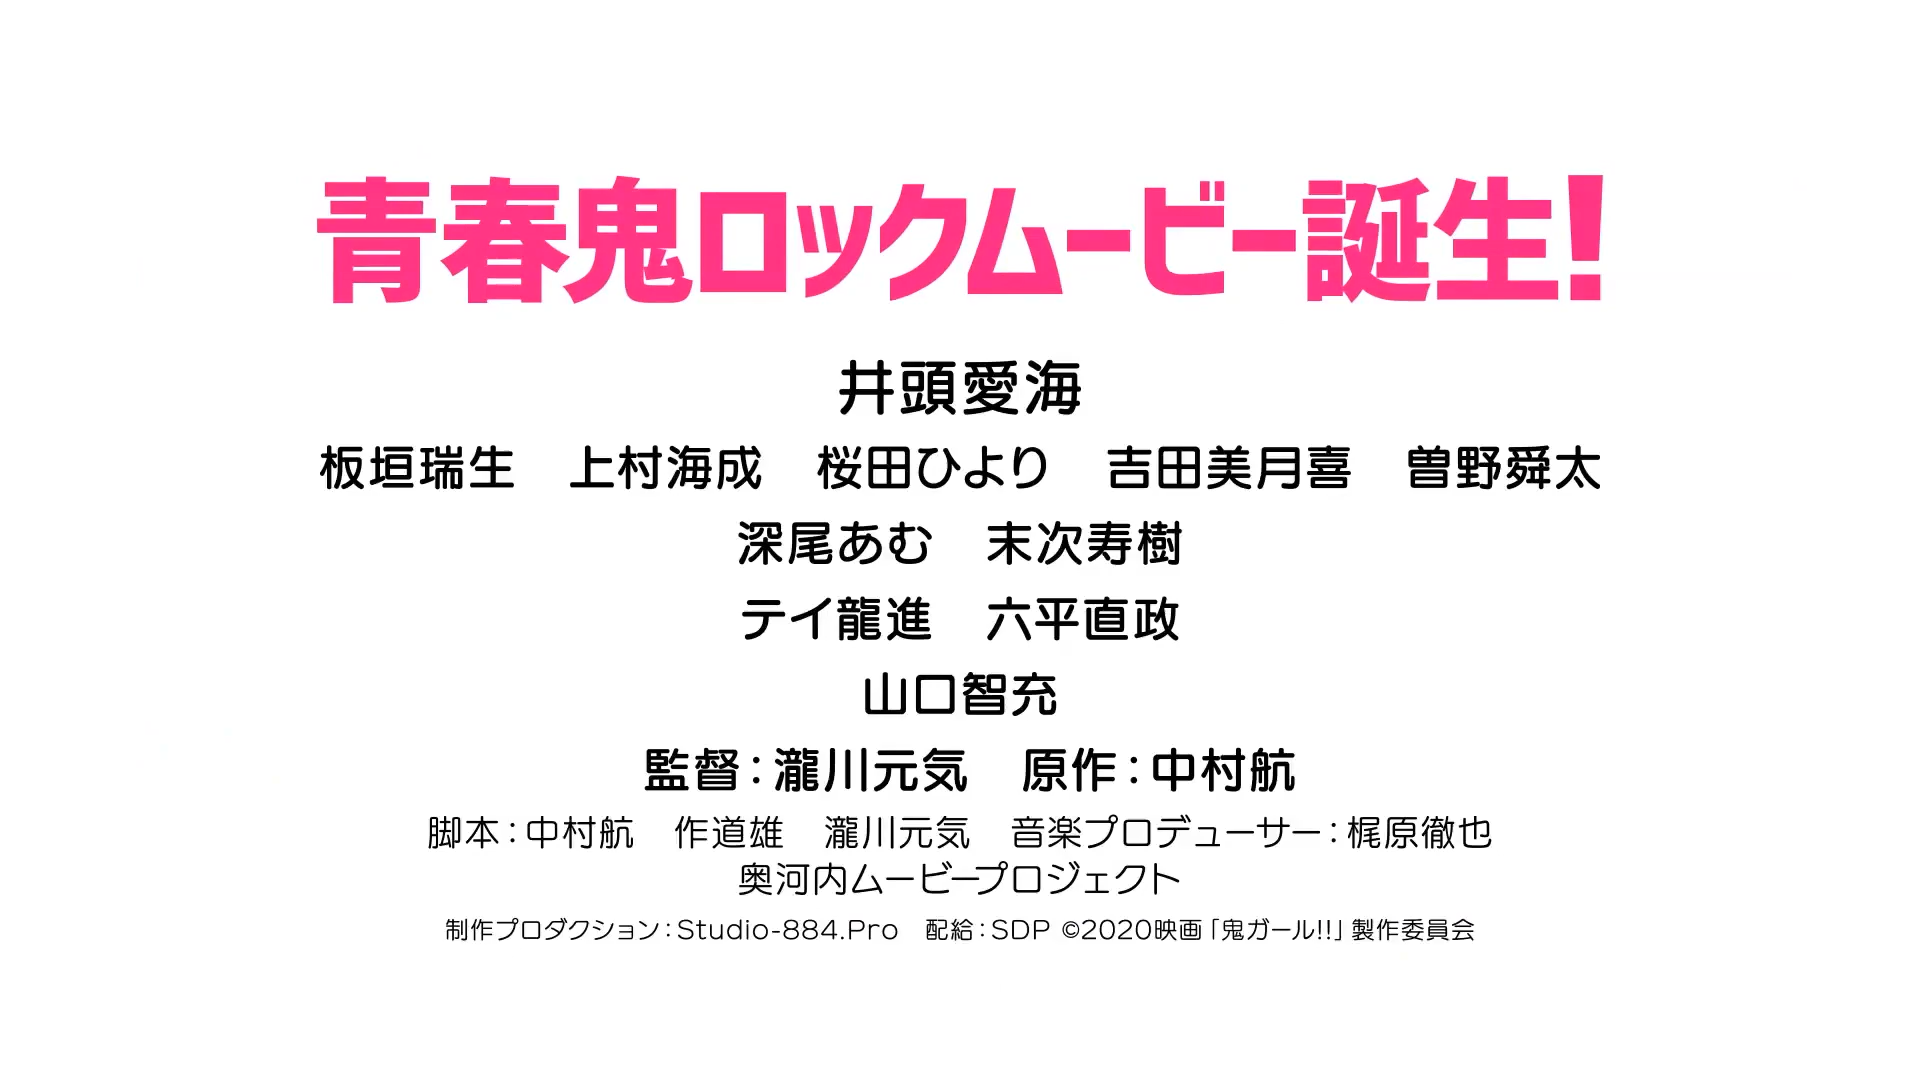 青春鬼ロックムービー誕生!
井頭愛海
板垣瑞生　上村海成　桜田ひより　吉田美月喜　曽野舜太
深尾あむ　末次寿樹
テイ龍進　六平直政
山口智充
監督：瀧川元気　原作：中村航
脚本：中村航　作道雄　瀧川元気　音楽プロデューサー：梶原徹也
奥河内ムービープロジェクト
制作プロダクション：Studio-884.Pro　配給：SDP ©2020映画「鬼ガール!!」製作委員会